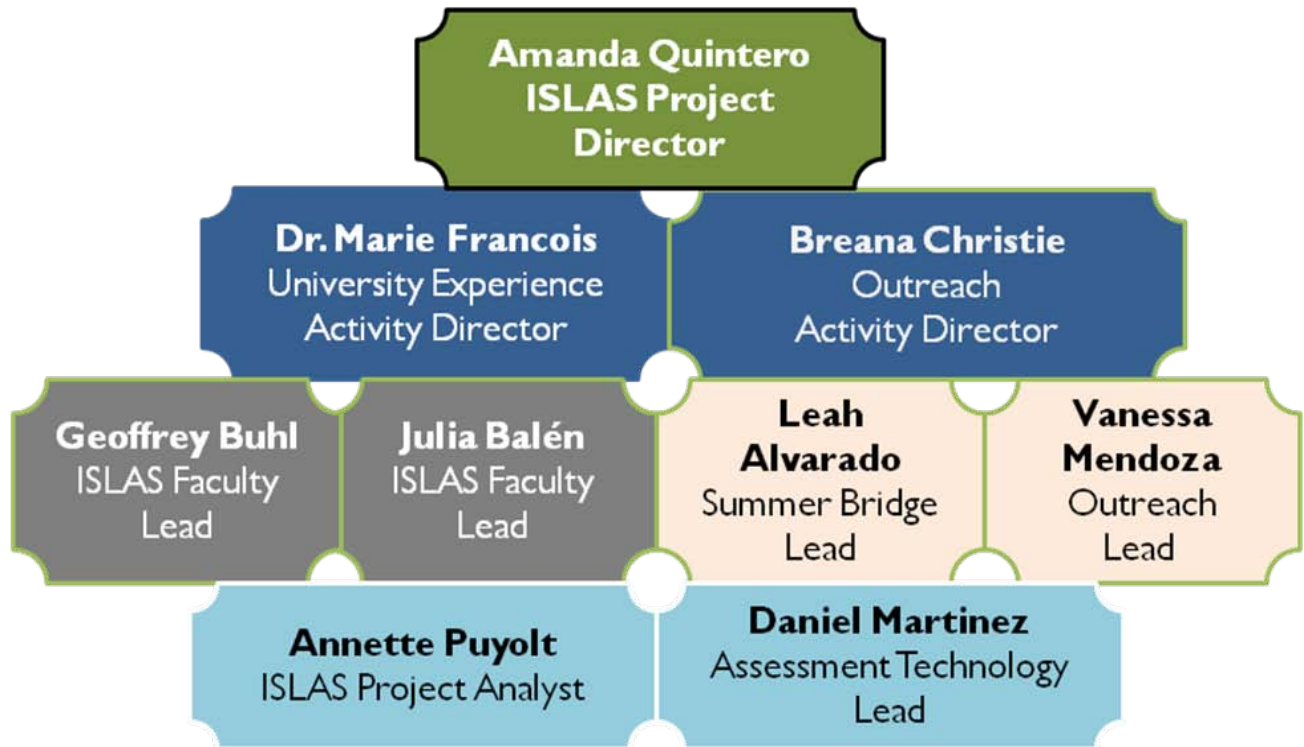 Amanda Quintero
ISLAS Project
Director
Dr. Marie Francois
University Experience
Activity Director
Breana Christie
Outreach
Activity Director
Geoffrey Buhl
ISLAS Faculty
Lead
Julia Balén
ISLAS Faculty
Lead
Leah
Alvarado
Summer Bridge
Lead
Vanessa
Mendoza
Outreach
Lead
Annette Puyolt
ISLAS Project Analyst
Daniel Martinez
Assessment Technology
Lead